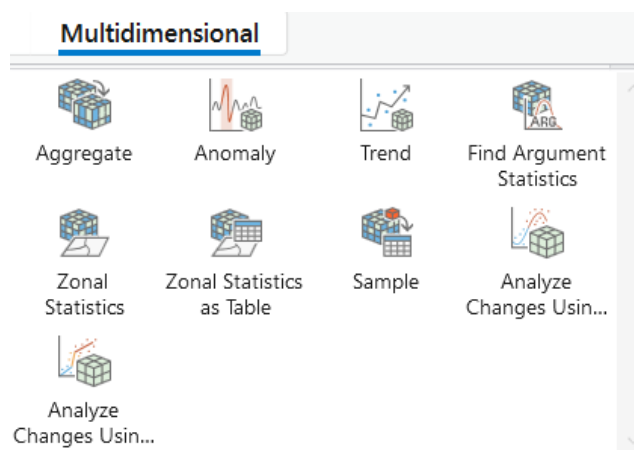 Multidimensional
Aggregate
Anomaly
Trend
ARG
Find Argument
Statistics
Zonal
Statistics
Zonal Statistics
as Table
Sample
Analyze
Changes Usin...
Analyze
Changes Usin...